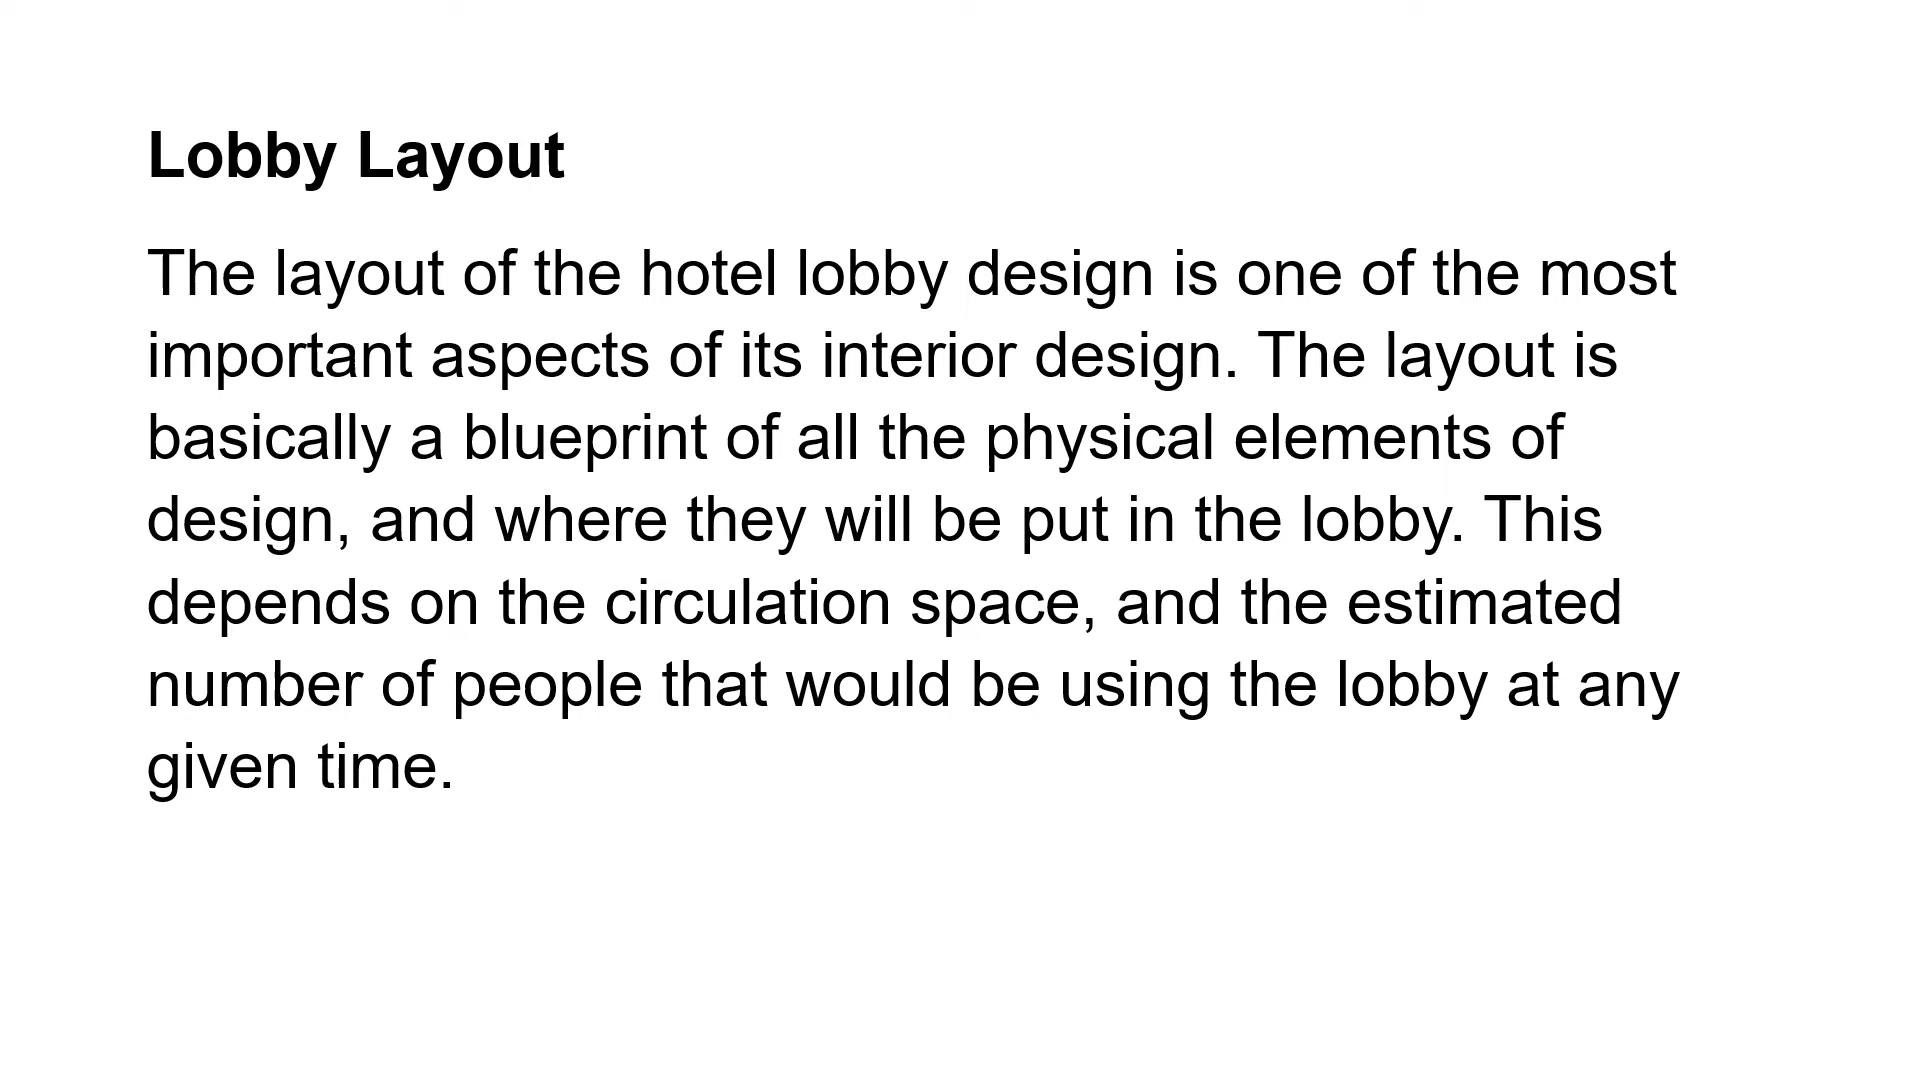 Lobby Layout
The layout of the hotel lobby design is one of the most
important aspects of its interior design. The layout is
basically a blueprint of all the physical elements of
design, and where they will be put in the lobby. This
depends on the circulation space, and the estimated
number of people that would be using the lobby at any
given time.